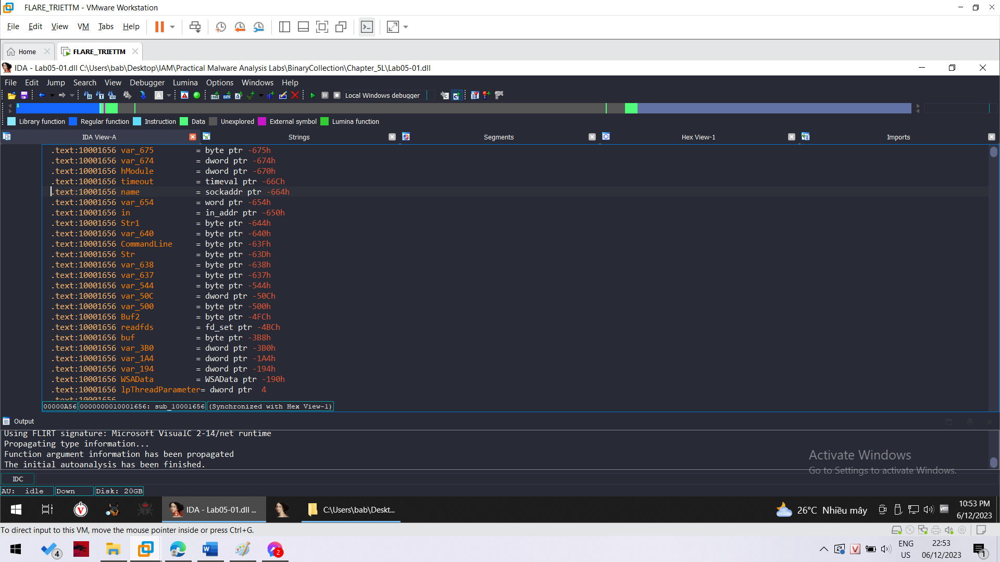 FLARE_TRIETTM - VMware Workstation
File Edit View VM Tabs Help
Home FLARE_TRIETTM
IDA - Lab05-01.dll C:\Users\bab\Desktop\IAM\Practical Malware Analysis Labs\BinaryCollection\Chapter_5L\Lab05-01.dll
File Edit Jump Search View Debugger Lumina Options Windows Help
Local Windows debugger
Library function Regular function Instruction Data Unexplored External symbol Lumina function
IDA View-A Strings Segments Hex View-1 Imports
.text:10001656 var_675 = byte ptr -675h
.text:10001656 var_674 = dword ptr -674h
.text:10001656 hModule = dword ptr -670h
.text:10001656 timeout = timeval ptr -66Ch
.text:10001656 name = sockaddr ptr -664h
.text:10001656 var_654 = word ptr -654h
.text:10001656 in = in_addr ptr -650h
.text:10001656 Str1 = byte ptr -644h
.text:10001656 var_640 = byte ptr -640h
.text:10001656 CommandLine = byte ptr -63Fh
.text:10001656 Str = byte ptr -63Dh
.text:10001656 var_638 = byte ptr -638h
.text:10001656 var_637 = byte ptr -637h
.text:10001656 var_544 = byte ptr -544h
.text:10001656 var_50C = dword ptr -50Ch
.text:10001656 var_500 = byte ptr -500h
.text:10001656 Buf2 = byte ptr -4FCh
.text:10001656 readfds = fd_set ptr -4BCh
.text:10001656 buf = byte ptr -3B8h
.text:10001656 var_3B0 = dword ptr -3B0h
.text:10001656 var_1A4 = dword ptr -1A4h
.text:10001656 var_194 = dword ptr -194h
.text:10001656 WSAData = WSAData ptr -190h
.text:10001656 lpThreadParameter= dword ptr 4
.text:10001656
00000A56 0000000010001656: sub_10001656 (Synchronized with Hex View-1)
Output
Using FLIRT signature: Microsoft VisualC 2-14/net runtime
Propagating type information...
Function argument information has been propagated
The initial autoanalysis has been finished.
Activate Windows
Go to Settings to activate Windows.
IDC
AU: idle Down Disk: 20GB
IDA - Lab05-01.dll ... C:\Users\bab\Deskt... 26°C Nhiều mây 10:53 PM
6/12/2023
To direct input to this VM, move the mouse pointer inside or press Ctrl+G.
4 2 ENG 22:53
US 06/12/2023 1